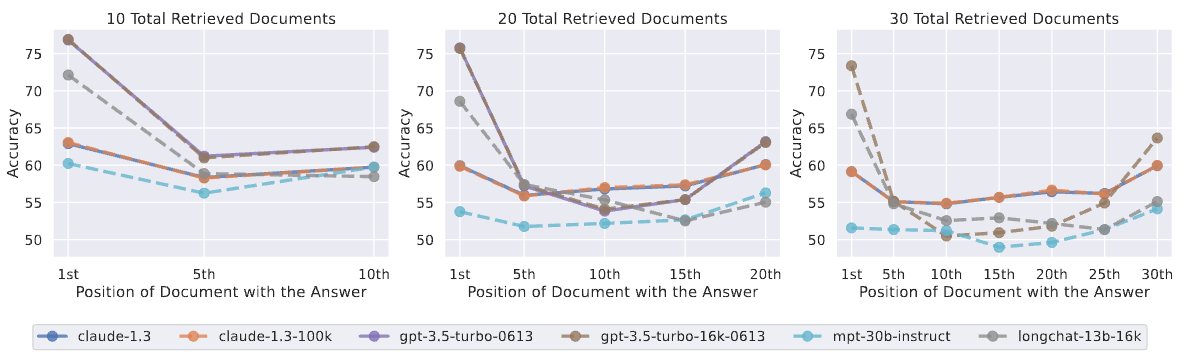 10 Total Retrieved Documents
75
70
65
60
55
50
Accuracy
1st 5th 10th
Position of Document with the Answer
20 Total Retrieved Documents
75
70
65
60
55
50
Accuracy
1st 5th 10th 15th 20th
Position of Document with the Answer
30 Total Retrieved Documents
75
70
65
60
55
50
Accuracy
1st 5th 10th 15th 20th 25th 30th
Position of Document with the Answer
claude-1.3 claude-1.3-100k gpt-3.5-turbo-0613 gpt-3.5-turbo-16k-0613 mpt-30b-instruct longchat-13b-16k